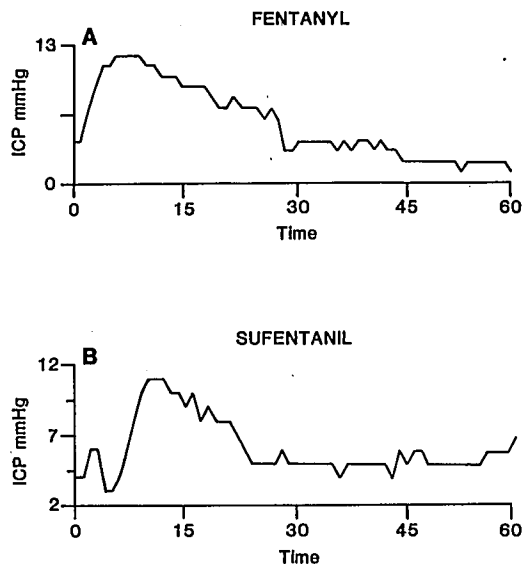 FENTANYL
A
13
ICP mmHg
0
0 15 30 45 60
Time
SUFENTANIL
B
12
7
ICP mmHg
2
0 15 30 45 60
Time